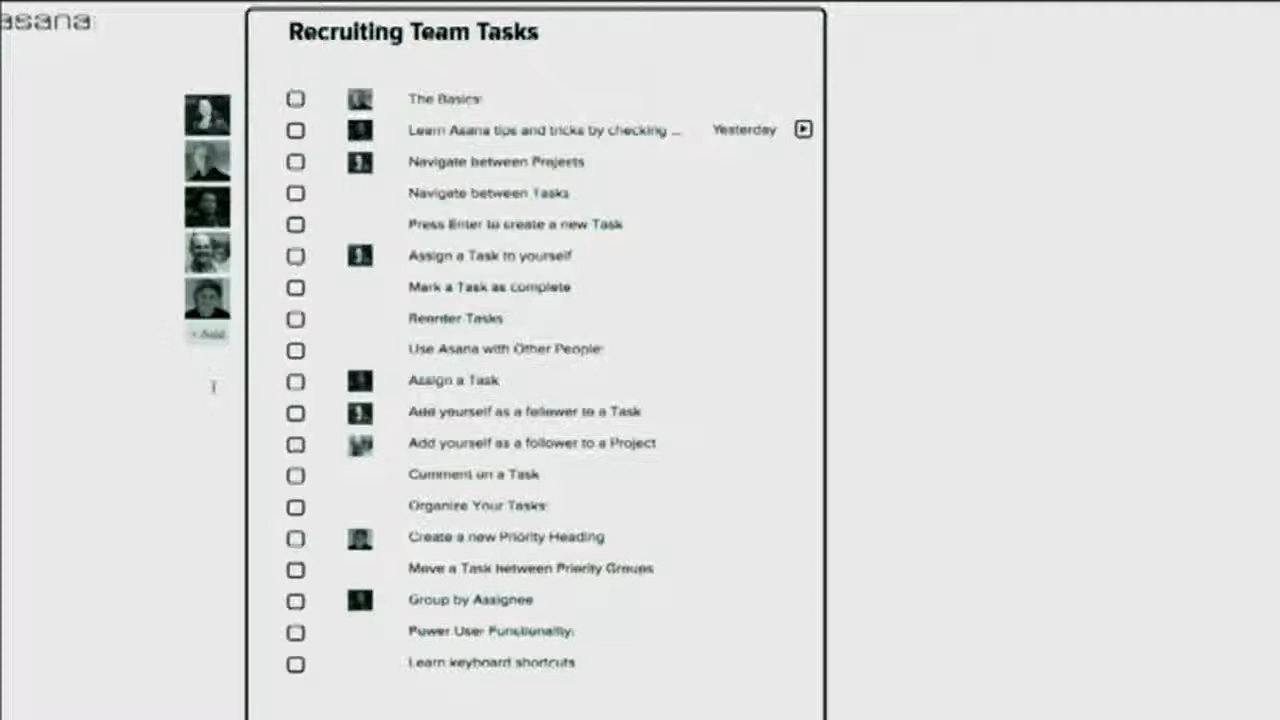 asana
Recruiting Team Tasks
The Basics:
Learn Asana tips and tricks by checking ... Yesterday
Navigate between Projects
Navigate between Tasks
Press Enter to create a new Task
Assign a Task to yourself
Mark a Task as complete
Reorder Tasks
Use Asana with Other People:
Assign a Task
Add yourself as a follower to a Task
Add yourself as a follower to a Project
Comment on a Task
Organize Your Tasks:
Create a new Priority Heading
Move a Task between Priority Groups
Group by Assignee
Power User Functionality:
Learn keyboard shortcuts
+ Add